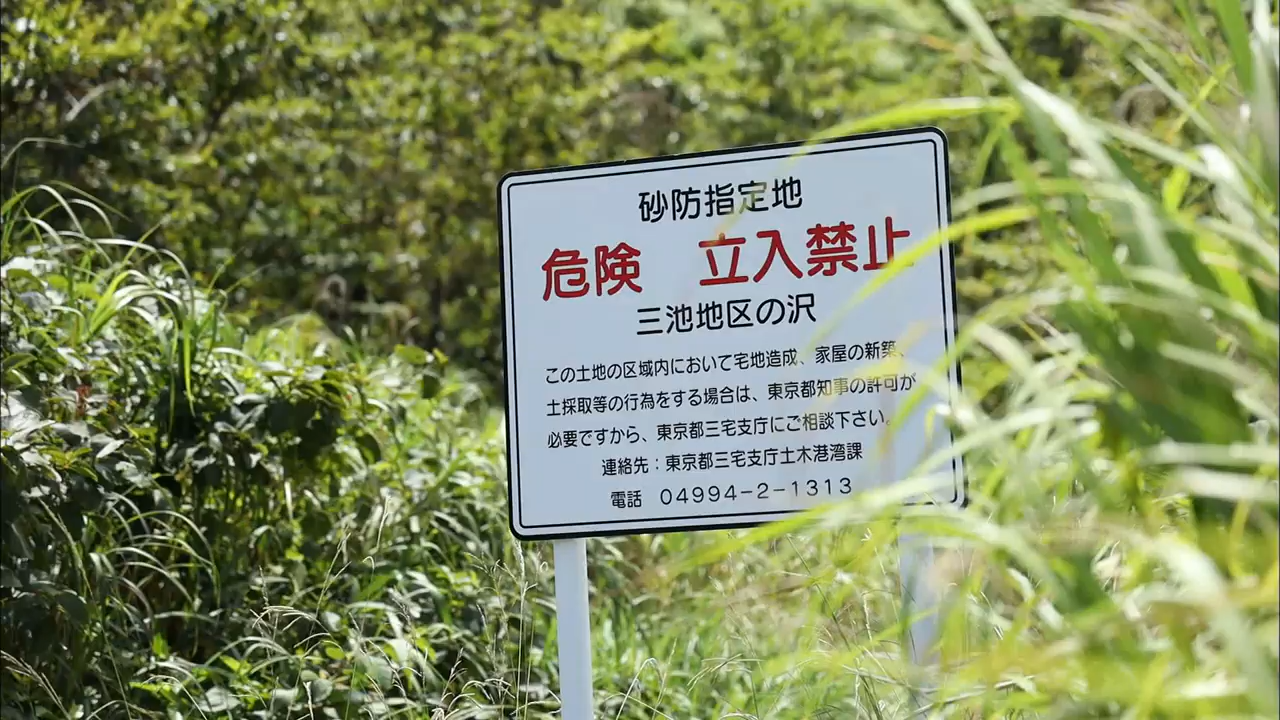 砂防指定地
危険　立入禁止
三池地区の沢
この土地の区域内において宅地造成、家屋の新築、
土採取等の行為をする場合は、東京都知事の許可が
必要ですから、東京都三宅支庁にご相談下さい。
連絡先：東京都三宅支庁土木港湾課
電話　04994-2-1313